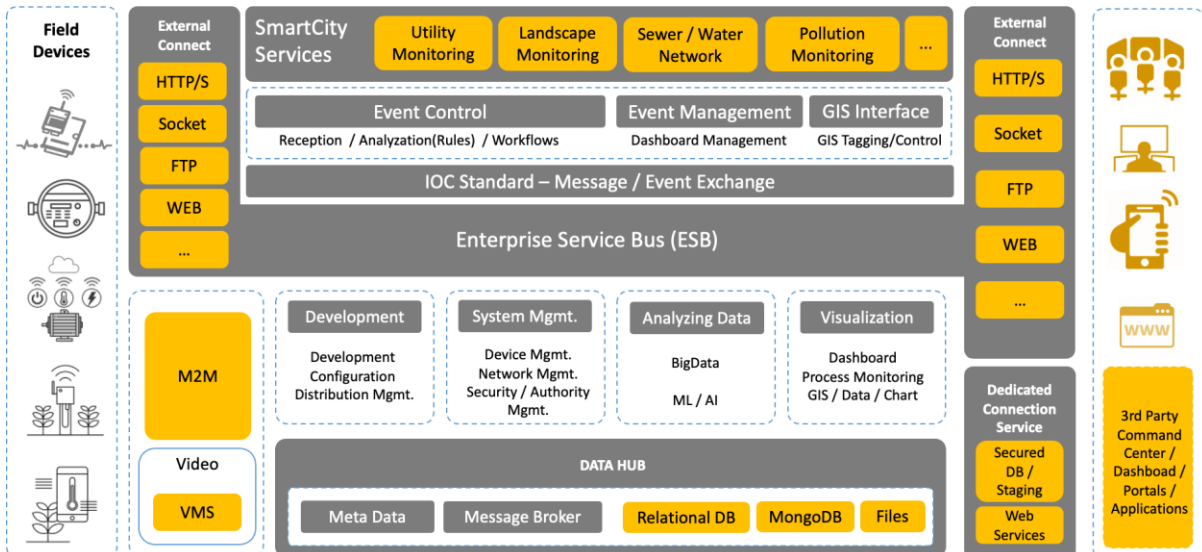 Field
Devices
External
Connect
HTTP/S
Socket
FTP
WEB
...
SmartCity
Services
Utility
Monitoring
Landscape
Monitoring
Sewer / Water
Network
Pollution
Monitoring
...
Event Control
Reception / Analyzation(Rules) / Workflows
Event Management
Dashboard Management
GIS Interface
GIS Tagging/Control
IOC Standard – Message / Event Exchange
Enterprise Service Bus (ESB)
External
Connect
HTTP/S
Socket
FTP
WEB
...
M2M
Video
VMS
Development
Development
Configuration
Distribution Mgmt.
System Mgmt.
Device Mgmt.
Network Mgmt.
Security / Authority
Mgmt.
Analyzing Data
BigData
ML / AI
Visualization
Dashboard
Process Monitoring
GIS / Data / Chart
DATA HUB
Meta Data
Message Broker
Relational DB
MongoDB
Files
Dedicated
Connection
Service
Secured
DB /
Staging
Web
Services
WWW
3rd Party
Command
Center /
Dashboad /
Portals /
Applications